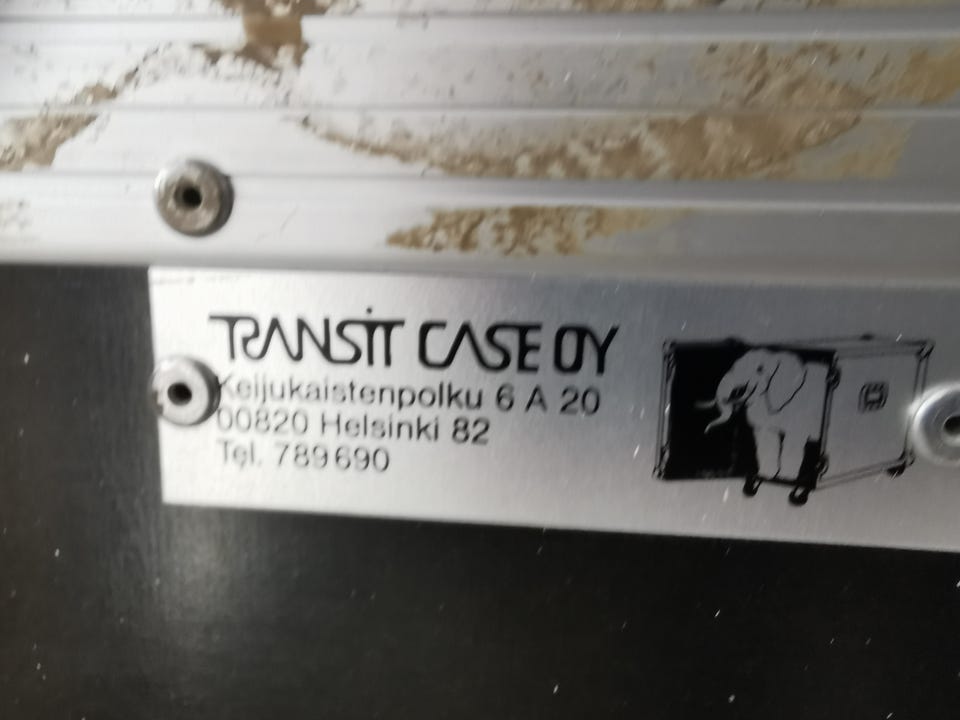 TRANSIT CASE OY
Keijukaistenpolku 6 A 20
00820 Helsinki 82
Tel. 789690